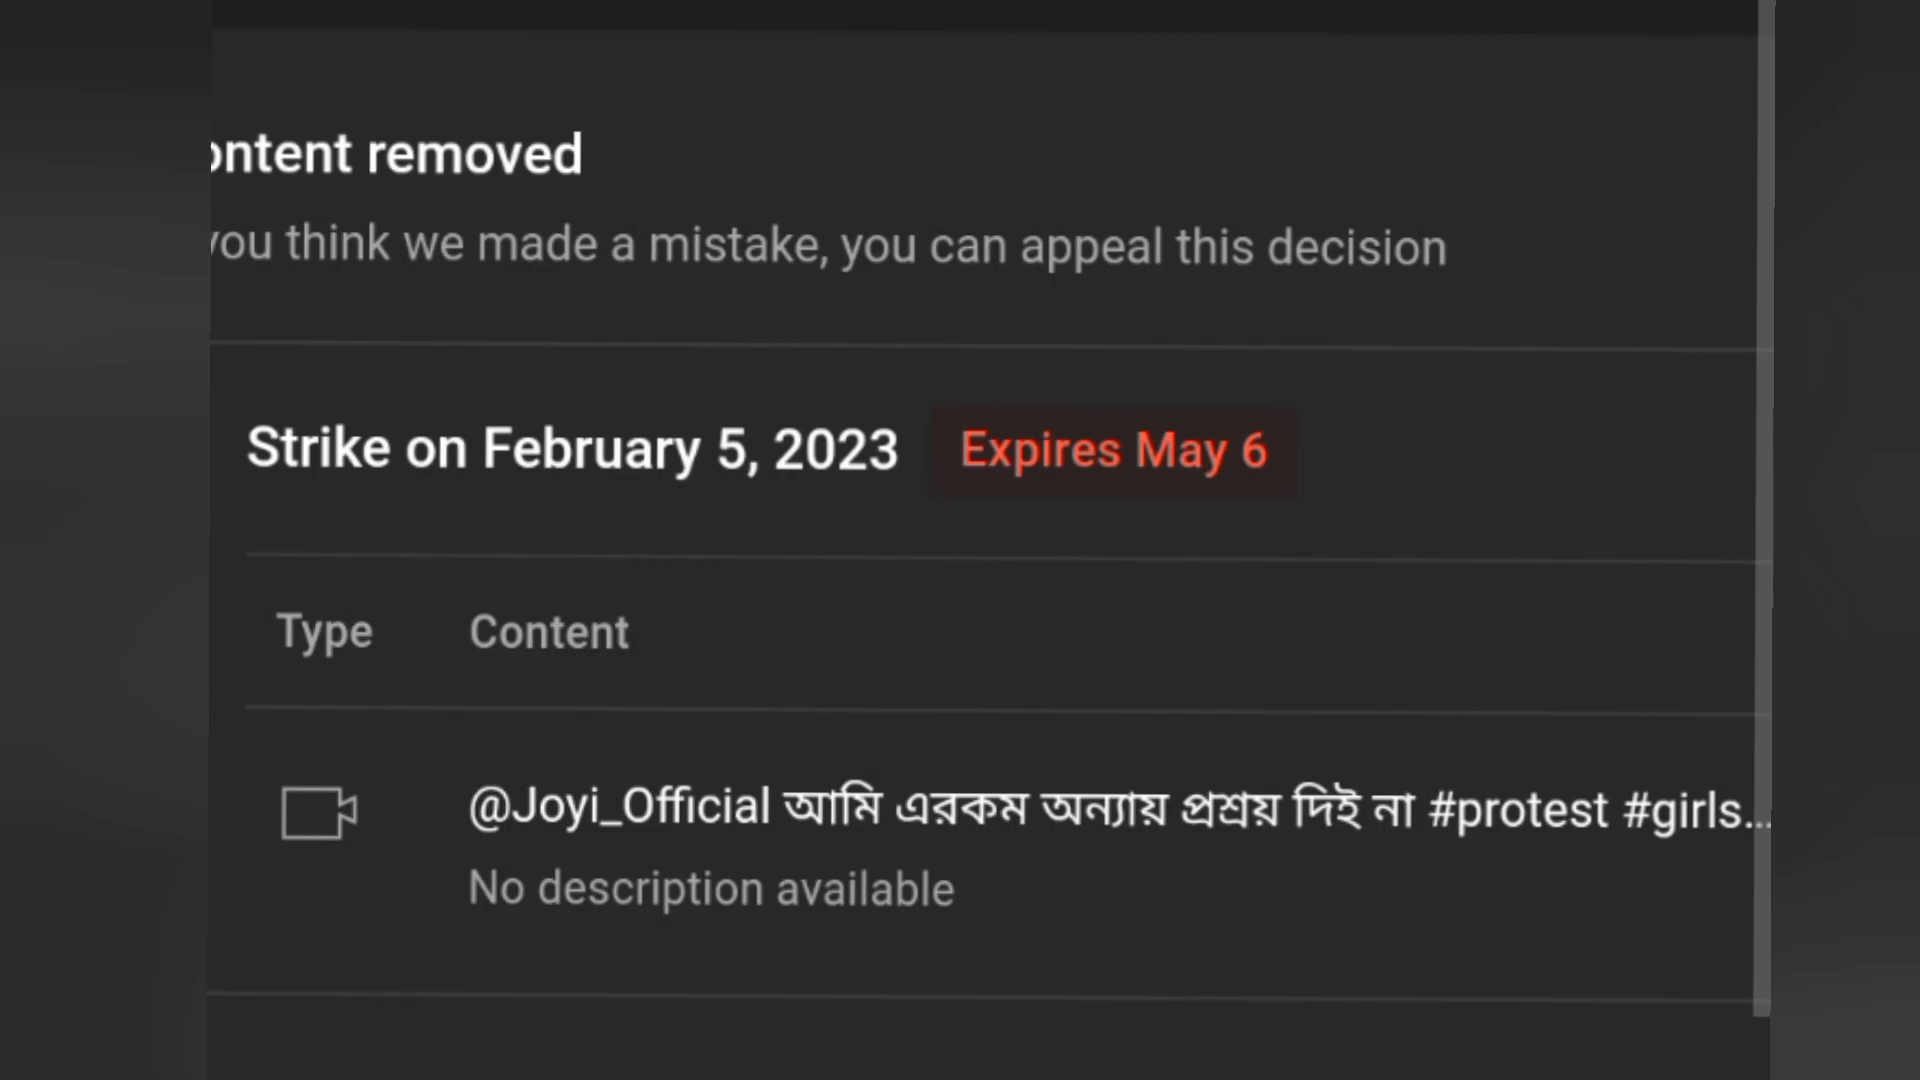 ontent removed
you think we made a mistake, you can appeal this decision
Strike on February 5, 2023 Expires May 6
Type Content
@Joyi_Official আমি এরকম অন্যায় প্রশ্রয় দিই না #protest #girls...
No description available